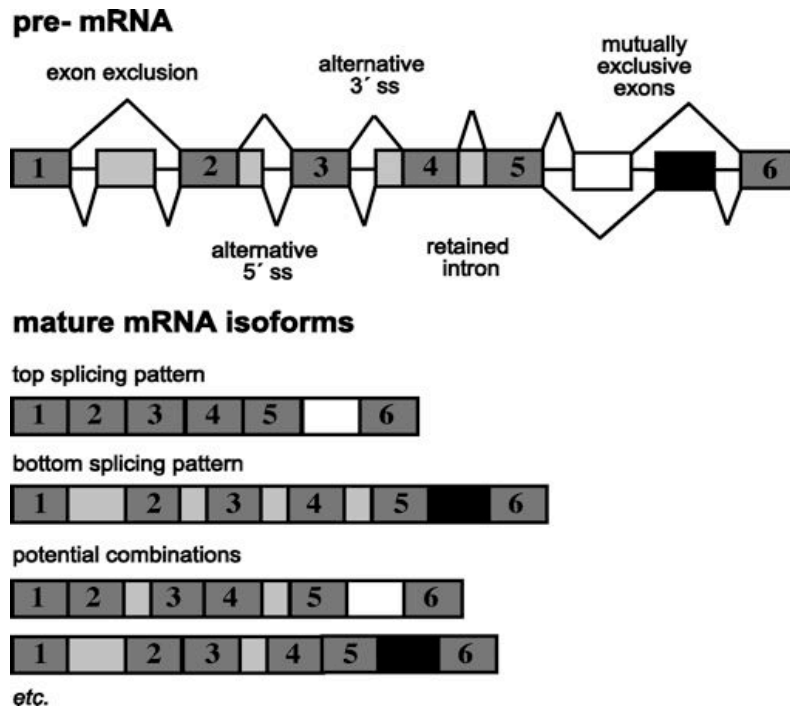 pre- mRNA
exon exclusion
alternative
3´ ss
mutually
exclusive
exons
1 2 3 4 5 6
alternative
5´ ss
retained
intron
mature mRNA isoforms
top splicing pattern
1 2 3 4 5 6
bottom splicing pattern
1 2 3 4 5 6
potential combinations
1 2 3 4 5 6
1 2 3 4 5 6
etc.